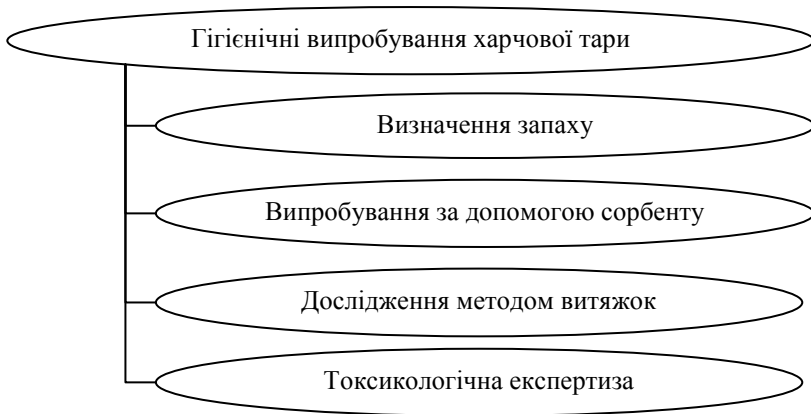 Гігієнічні випробування харчової тари
Визначення запаху
Випробування за допомогою сорбенту
Дослідження методом витяжок
Токсикологічна експертиза